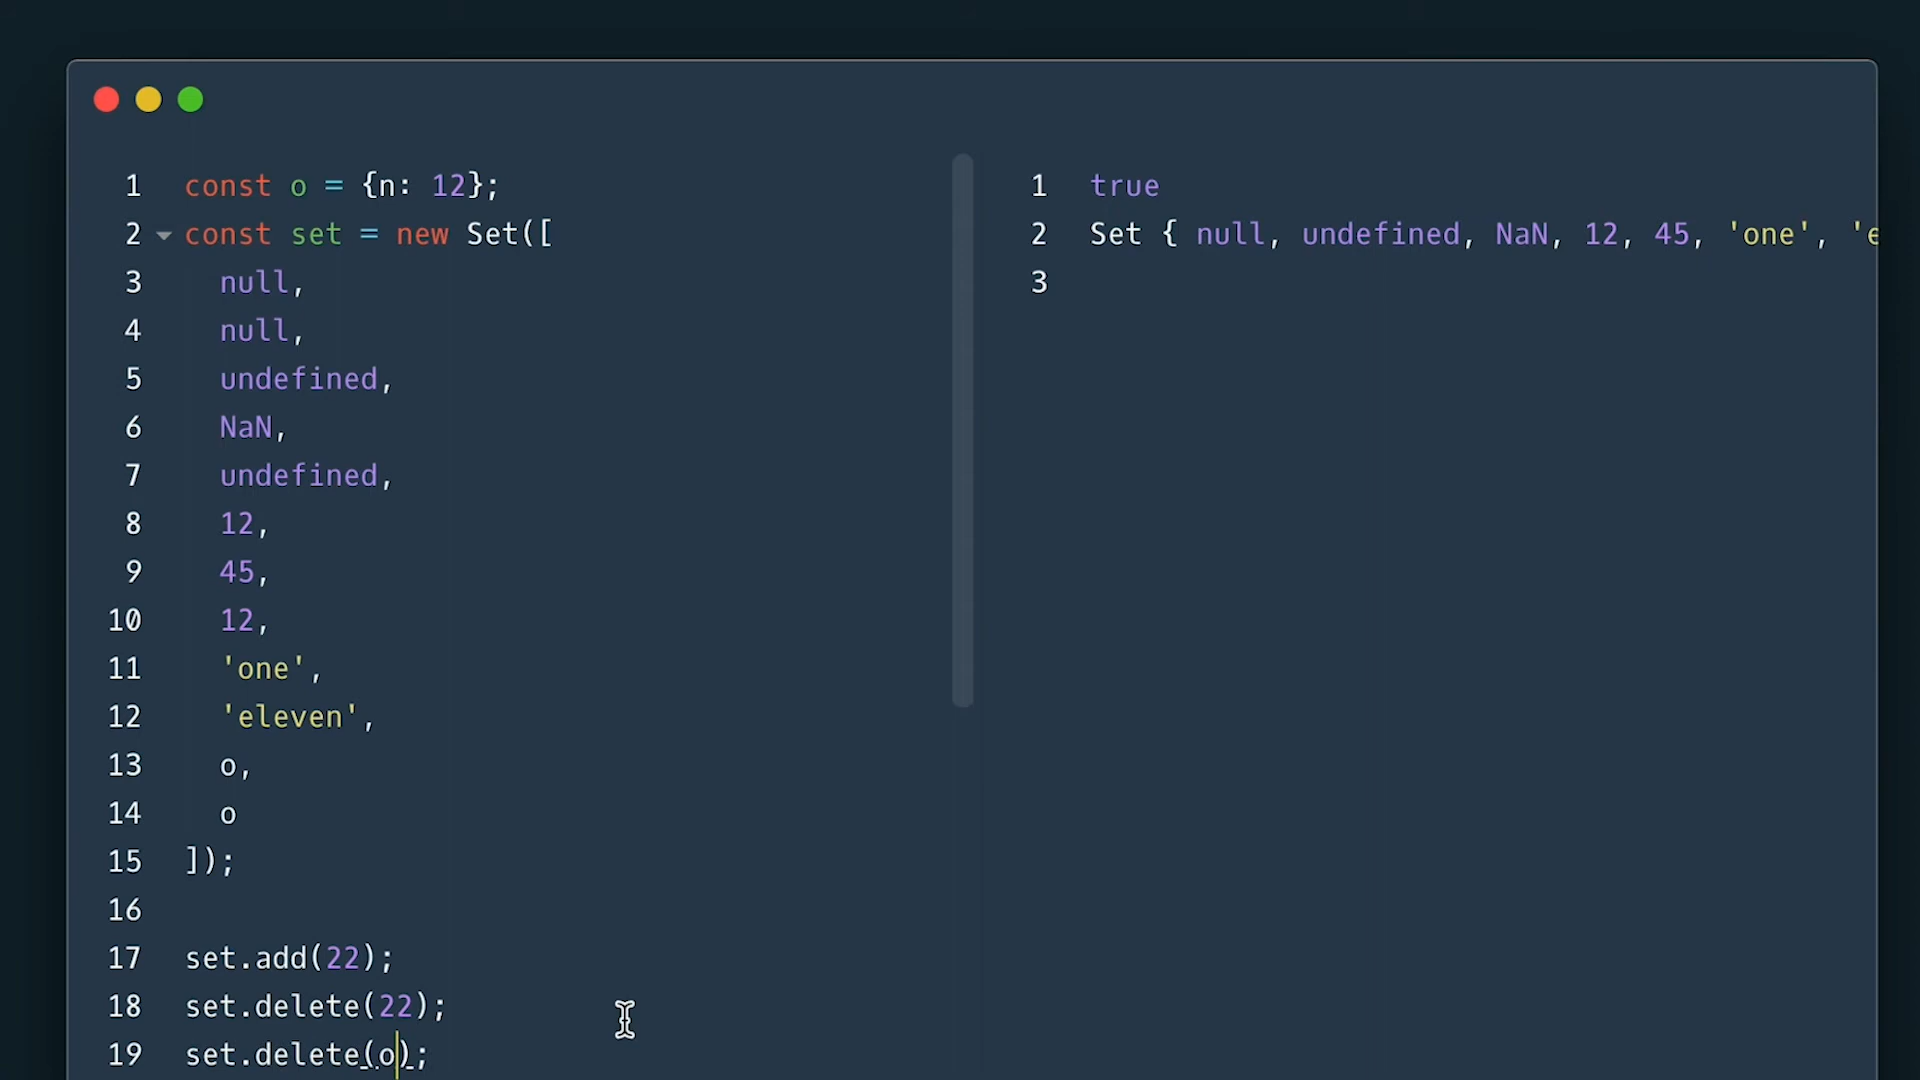 1 const o = {n: 12};
2 const set = new Set([
3 null,
4 null,
5 undefined,
6 NaN,
7 undefined,
8 12,
9 45,
10 12,
11 'one',
12 'eleven',
13 o,
14 o
15 ]);
16
17 set.add(22);
18 set.delete(22);
19 set.delete(o);
1 true
2 Set { null, undefined, NaN, 12, 45, 'one', 'e
3